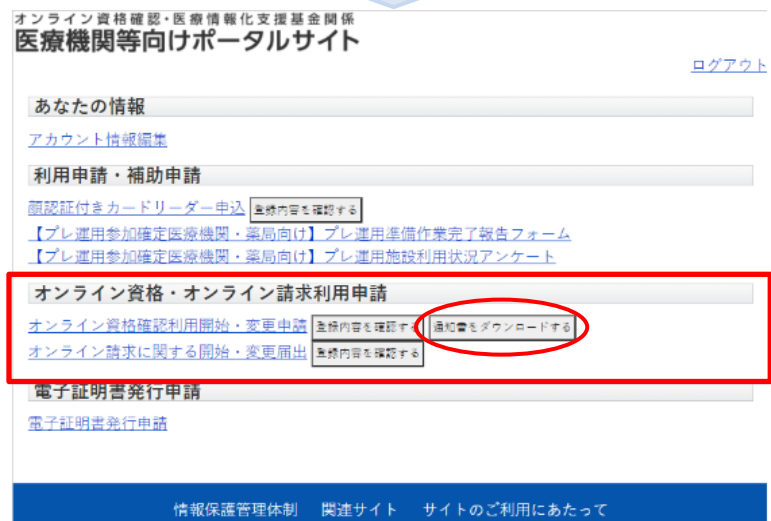 オンライン資格確認・医療情報化支援基金関係
医療機関等向けポータルサイト
ログアウト
あなたの情報
アカウント情報編集
利用申請・補助申請
顔認証付きカードリーダー申込 登録内容を確認する
【プレ運用参加確定医療機関・薬局向け】プレ運用準備作業完了報告フォーム
【プレ運用参加確定医療機関・薬局向け】プレ運用施設利用状況アンケート
オンライン資格・オンライン請求利用申請
オンライン資格確認利用開始・変更申請 登録内容を確認する 通知書をダウンロードする
オンライン請求に関する開始・変更届出 登録内容を確認する
電子証明書発行申請
電子証明書発行申請
情報保護管理体制 関連サイト サイトのご利用にあたって